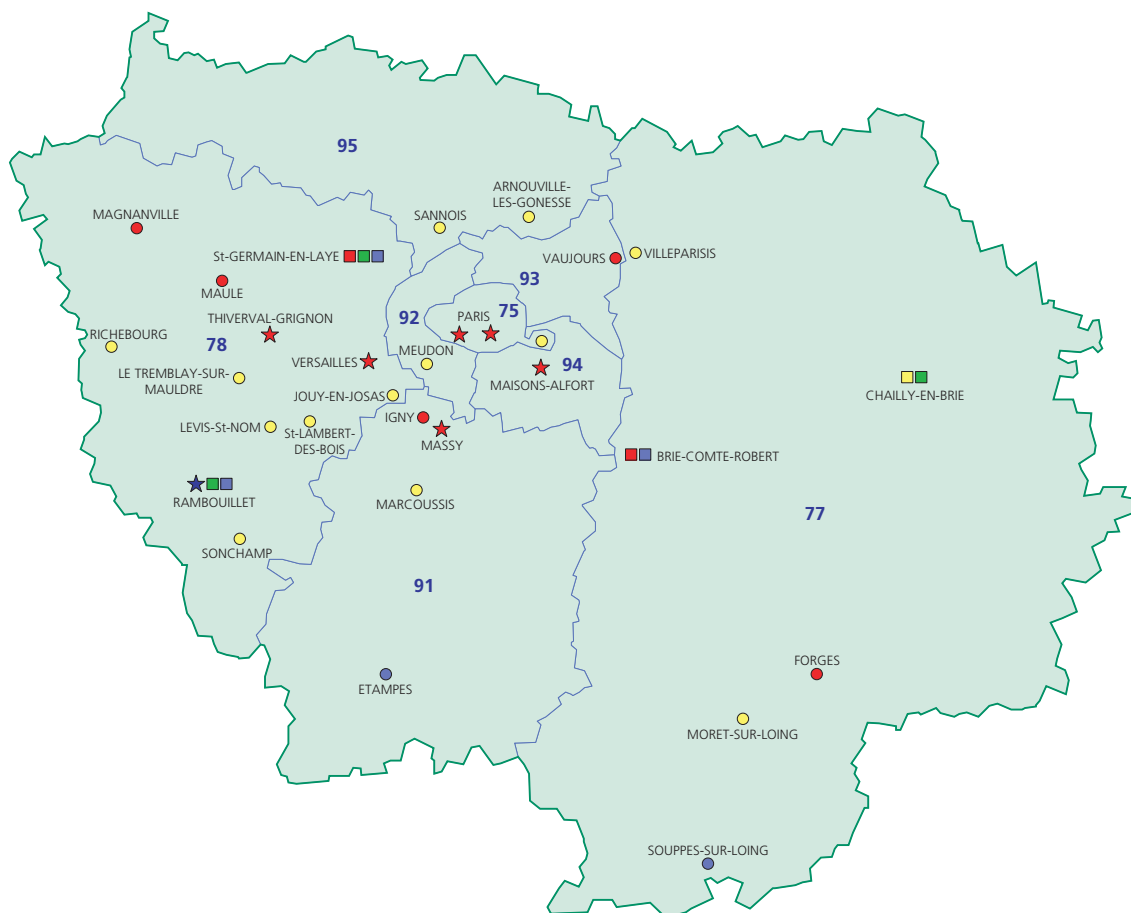 95
ARNOUVILLE-
LES-GONESSE
MAGNANVILLE
SANNOIS
St-GERMAIN-EN-LAYE
VAUJOURS
VILLEPARISIS
93
MAULE
THIVERVAL-GRIGNON
92
PARIS
75
RICHEBOURG
78
MEUDON
VERSAILLES
94
LE TREMBLAY-SUR-
MAULDRE
MAISONS-ALFORT
CHAILLY-EN-BRIE
JOUY-EN-JOSAS
IGNY
LEVIS-St-NOM
St-LAMBERT-
DES-BOIS
MASSY
BRIE-COMTE-ROBERT
RAMBOUILLET
MARCOUSSIS
77
SONCHAMP
91
FORGES
ETAMPES
MORET-SUR-LOING
SOUPPES-SUR-LOING